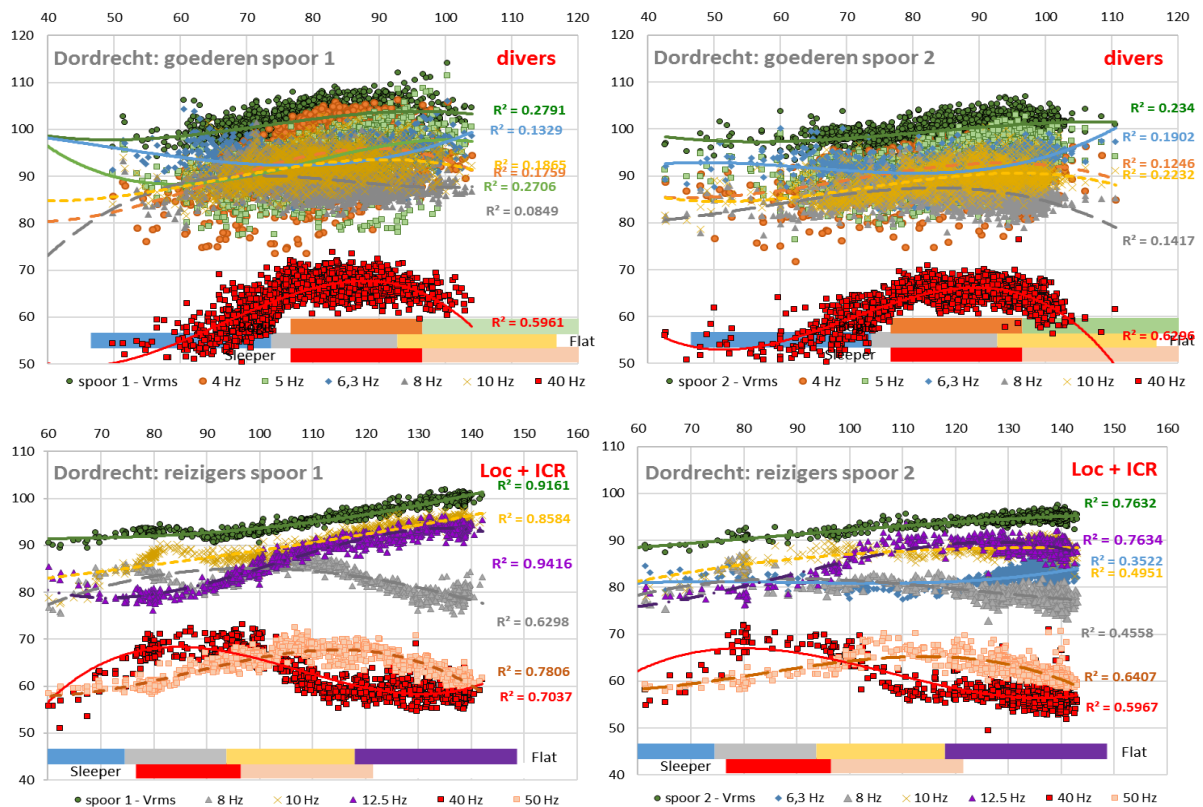 40 50 60 70 80 90 100 110 120
Dordrecht: goederen spoor 1
divers
120
110
100
90
80
70
60
50
R² = 0.2791
R² = 0.1329
R² = 0.1865
R² = 0.1759
R² = 0.2706
R² = 0.0849
R² = 0.5961
Sleeper
Flat
spoor 1 - Vrms 4 Hz 5 Hz 6,3 Hz 8 Hz 10 Hz 40 Hz
40 50 60 70 80 90 100 110 120
Dordrecht: goederen spoor 2
divers
120
110
100
90
80
70
60
50
R² = 0.234
R² = 0.1902
R² = 0.1246
R² = 0.2232
R² = 0.1417
R² = 0.6296
Sleeper
Flat
spoor 2 - Vrms 4 Hz 5 Hz 6,3 Hz 8 Hz 10 Hz 40 Hz
60 70 80 90 100 110 120 130 140 150 160
Dordrecht: reizigers spoor 1
Loc + ICR
110
100
90
80
70
60
50
40
R² = 0.9161
R² = 0.8584
R² = 0.9416
R² = 0.6298
R² = 0.7806
R² = 0.7037
Flat
Sleeper
spoor 1 - Vrms 8 Hz 10 Hz 12.5 Hz 40 Hz 50 Hz
60 70 80 90 100 110 120 130 140 150 160
Dordrecht: reizigers spoor 2
Loc + ICR
110
100
90
80
70
60
50
40
R² = 0.7632
R² = 0.7634
R² = 0.3522
R² = 0.4951
R² = 0.4558
R² = 0.6407
R² = 0.5967
Flat
Sleeper
spoor 2 - Vrms 6,3 Hz 8 Hz 10 Hz 12.5 Hz 40 Hz 50 Hz